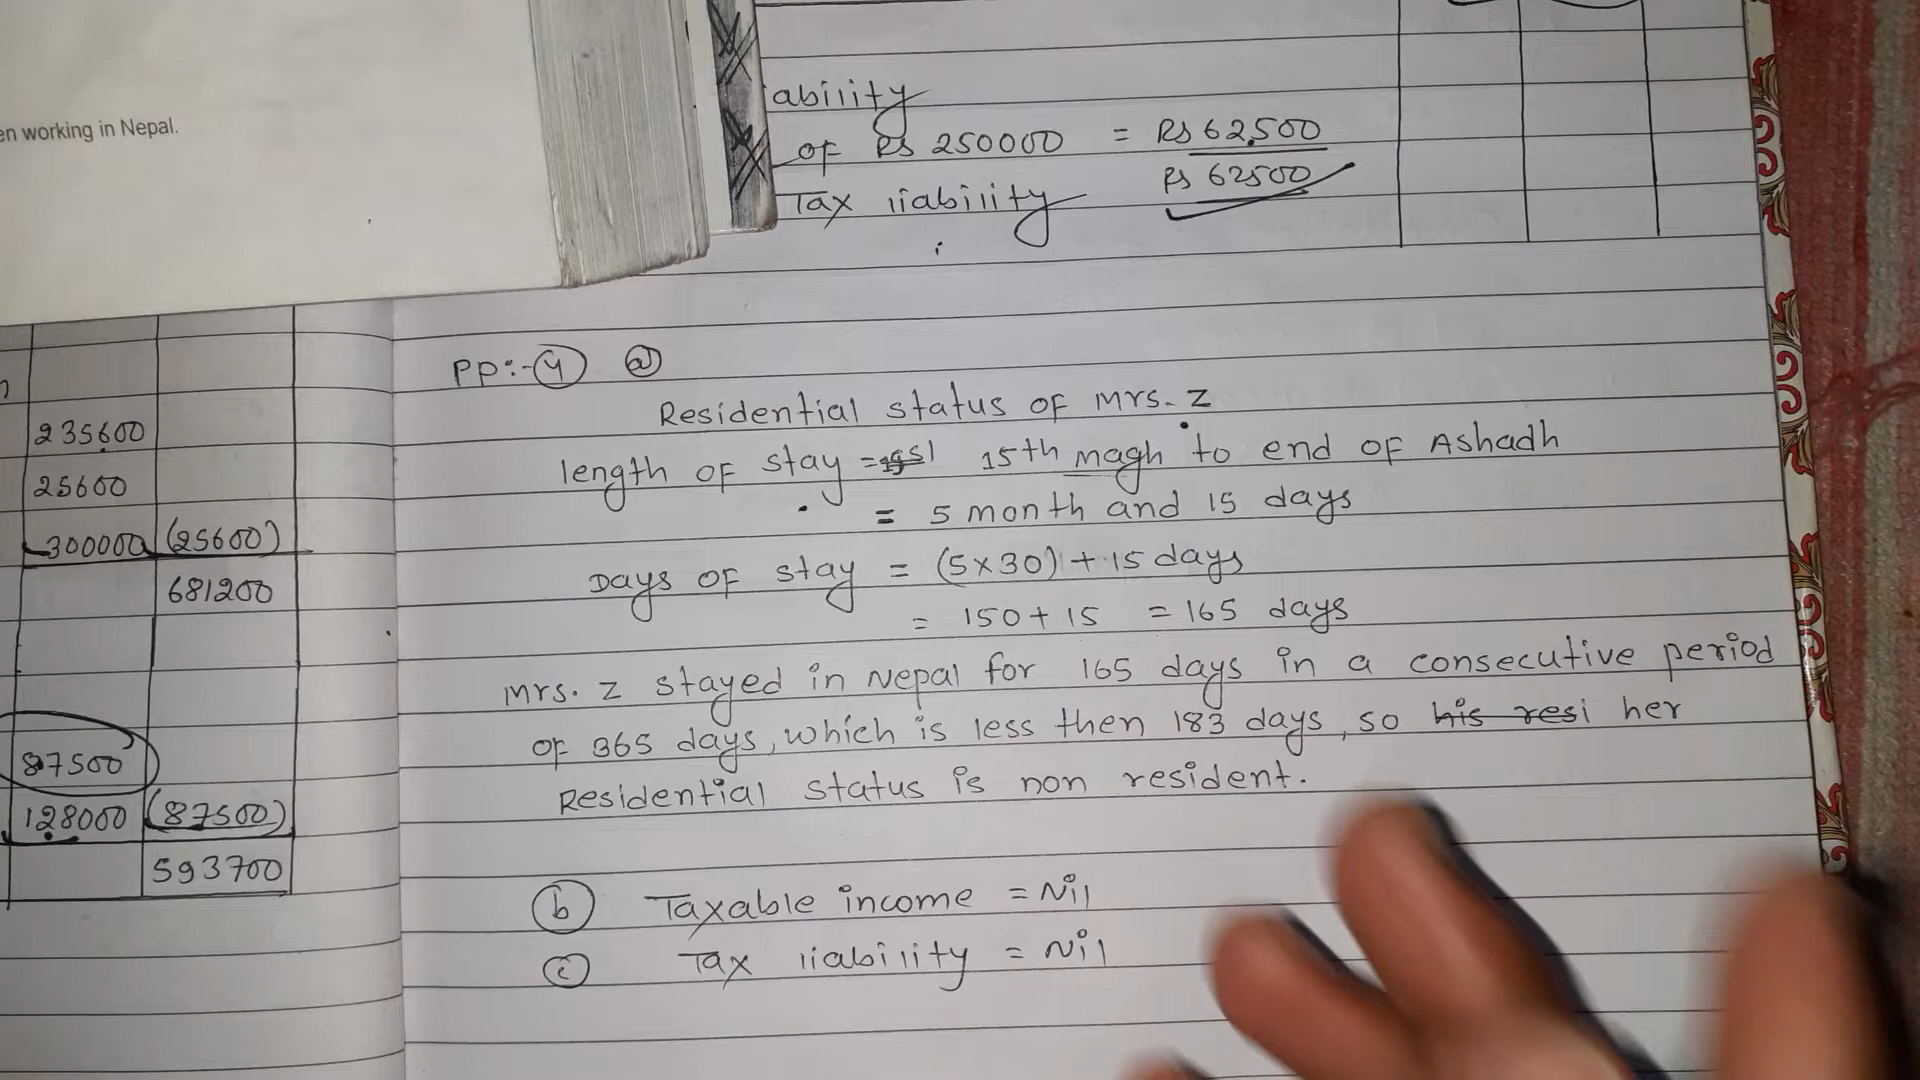 en working in Nepal.
ability
of Rs 250000 = Rs 62,500
Tax liability Rs 62500
235600
25600
300000 (25600)
681200
87500
128000 (87500)
593700
PP:- 4 a
Residential status of Mrs. Z
length of stay = 15th magh to end of Ashadh
= 5 month and 15 days
Days of stay = (5x30) + 15 days
= 150 + 15 = 165 days
Mrs. Z stayed in Nepal for 165 days in a consecutive period
of 365 days, which is less then 183 days, so his resi her
Residential status is non resident.
b Taxable income = Nil
c Tax liability = Nil